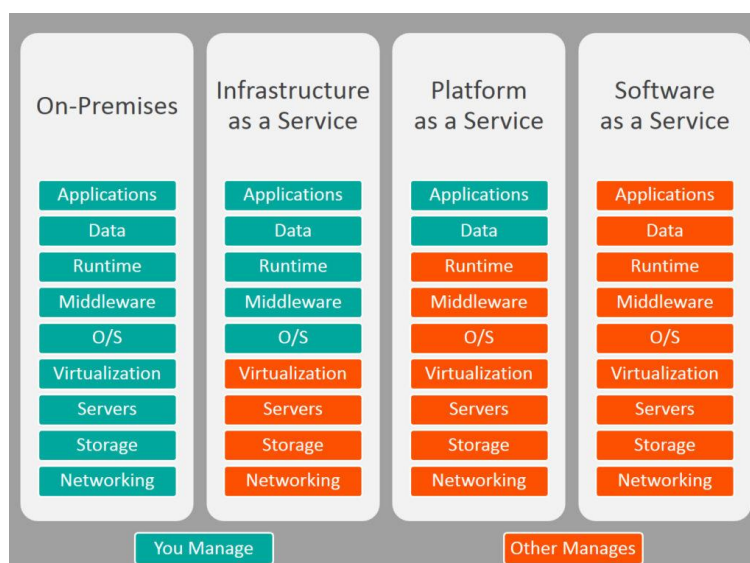 On-Premises
Applications
Data
Runtime
Middleware
O/S
Virtualization
Servers
Storage
Networking
Infrastructure
as a Service
Applications
Data
Runtime
Middleware
O/S
Virtualization
Servers
Storage
Networking
Platform
as a Service
Applications
Data
Runtime
Middleware
O/S
Virtualization
Servers
Storage
Networking
Software
as a Service
Applications
Data
Runtime
Middleware
O/S
Virtualization
Servers
Storage
Networking
You Manage
Other Manages